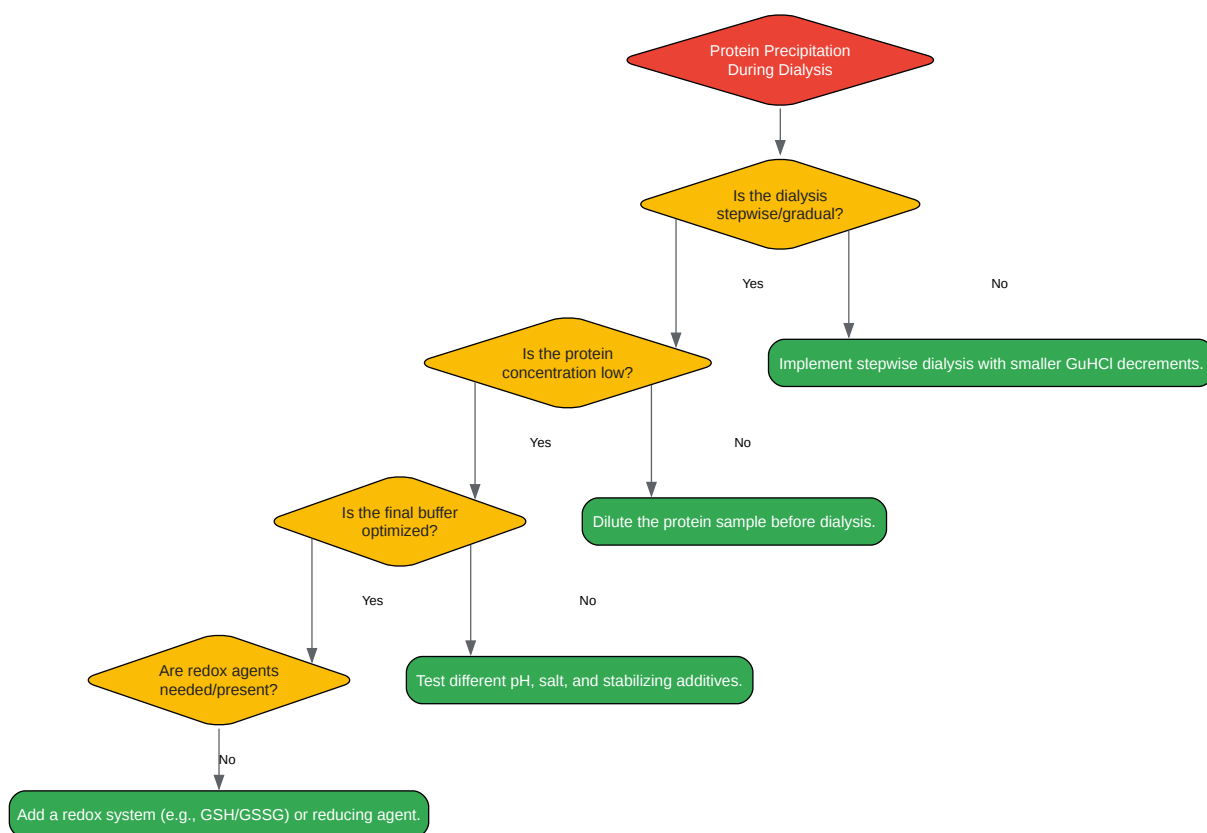 Protein Precipitation
During Dialysis
Is the dialysis
stepwise/gradual?
Yes
No
Is the protein
concentration low?
Implement stepwise dialysis with smaller GuHCl decrements.
Yes
No
Is the final buffer
optimized?
Dilute the protein sample before dialysis.
Yes
No
Are redox agents
needed/present?
Test different pH, salt, and stabilizing additives.
No
Add a redox system (e.g., GSH/GSSG) or reducing agent.